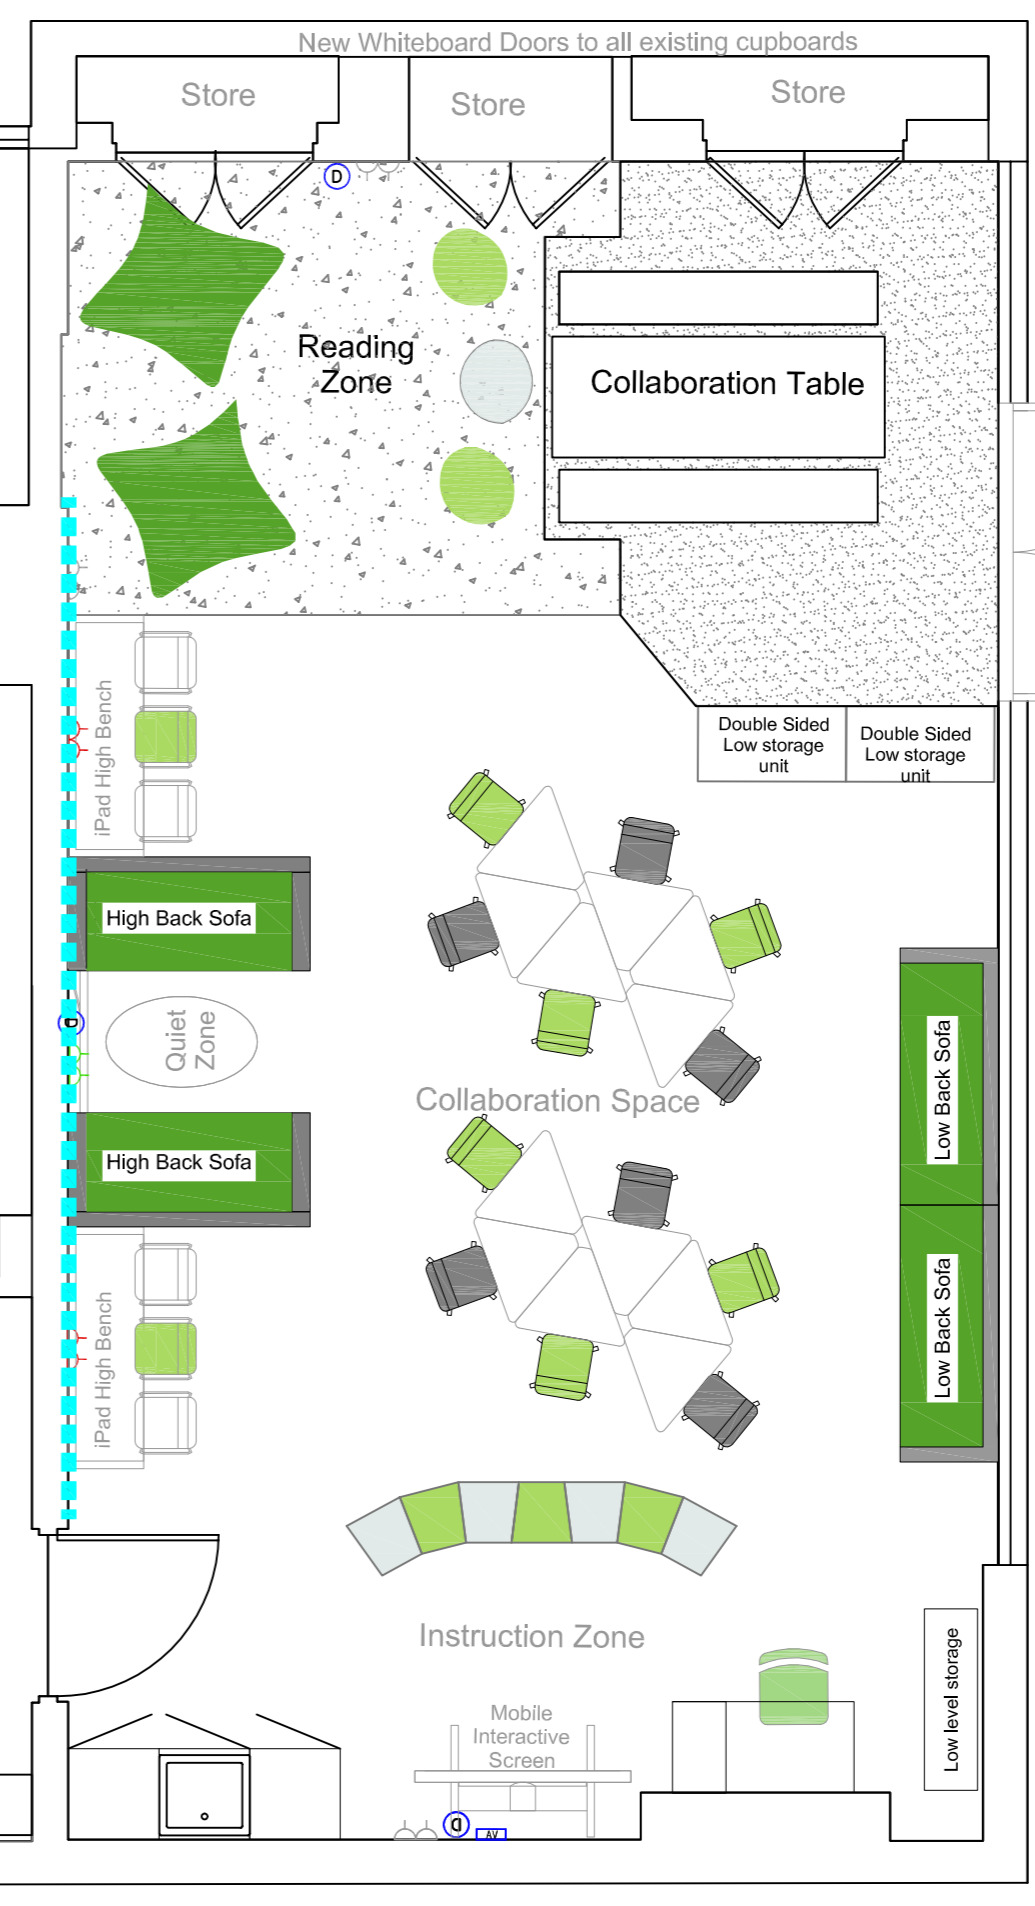 New Whiteboard Doors to all existing cupboards
Store
Store
Store
D
Reading
Zone
Collaboration Table
iPad High Bench
Double Sided
Low storage
unit
Double Sided
Low storage
unit
High Back Sofa
D
Quiet
Zone
Collaboration Space
Low Back Sofa
High Back Sofa
Low Back Sofa
iPad High Bench
Instruction Zone
Low level storage
Mobile
Interactive
Screen
D
AV